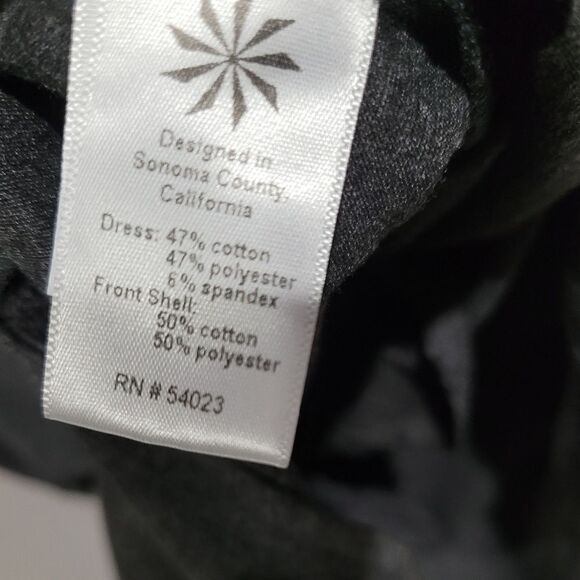 Designed in
Sonoma County,
California
Dress: 47% cotton
47% polyester
6% spandex
Front Shell:
50% cotton
50% polyester
RN # 54023